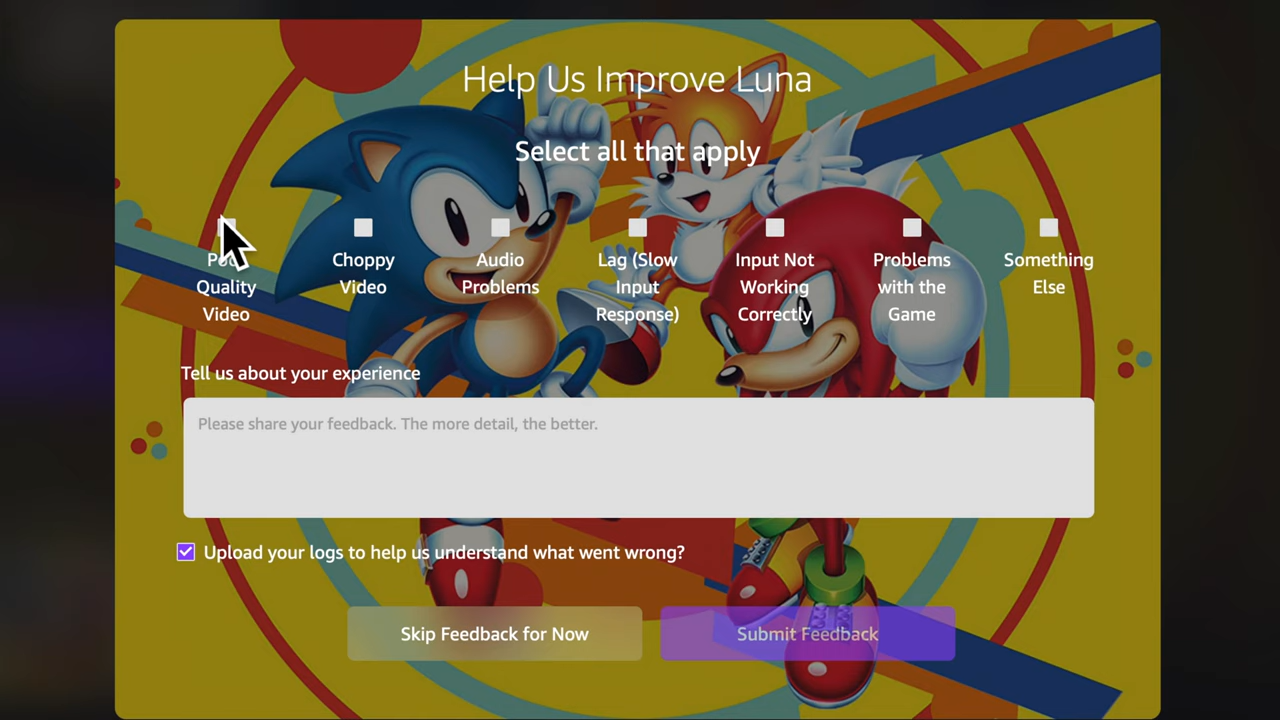 Help Us Improve Luna
Select all that apply
Quality
Video
Choppy
Video
Audio
Problems
Lag (Slow
Input
Response)
Input Not
Working
Correctly
Problems
with the
Game
Something
Else
Tell us about your experience
Please share your feedback. The more detail, the better.
Upload your logs to help us understand what went wrong?
Skip Feedback for Now
Submit Feedback